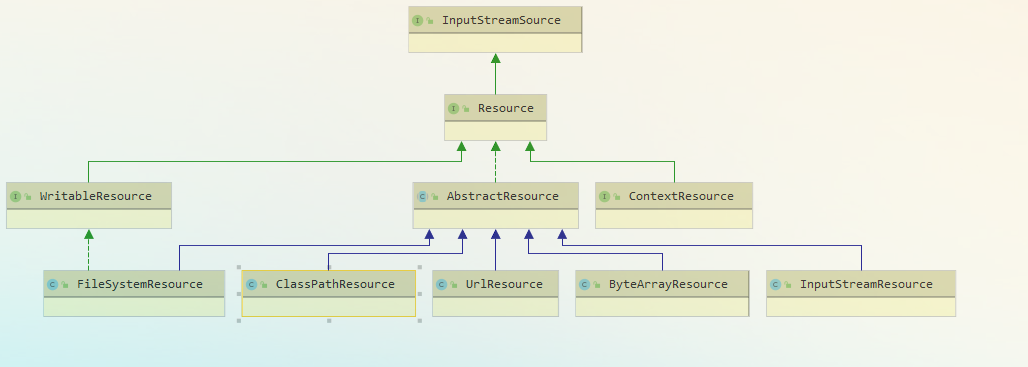 I InputStreamSource
I Resource
I WritableResource
C AbstractResource
I ContextResource
C FileSystemResource
C ClassPathResource
C UrlResource
C ByteArrayResource
C InputStreamResource